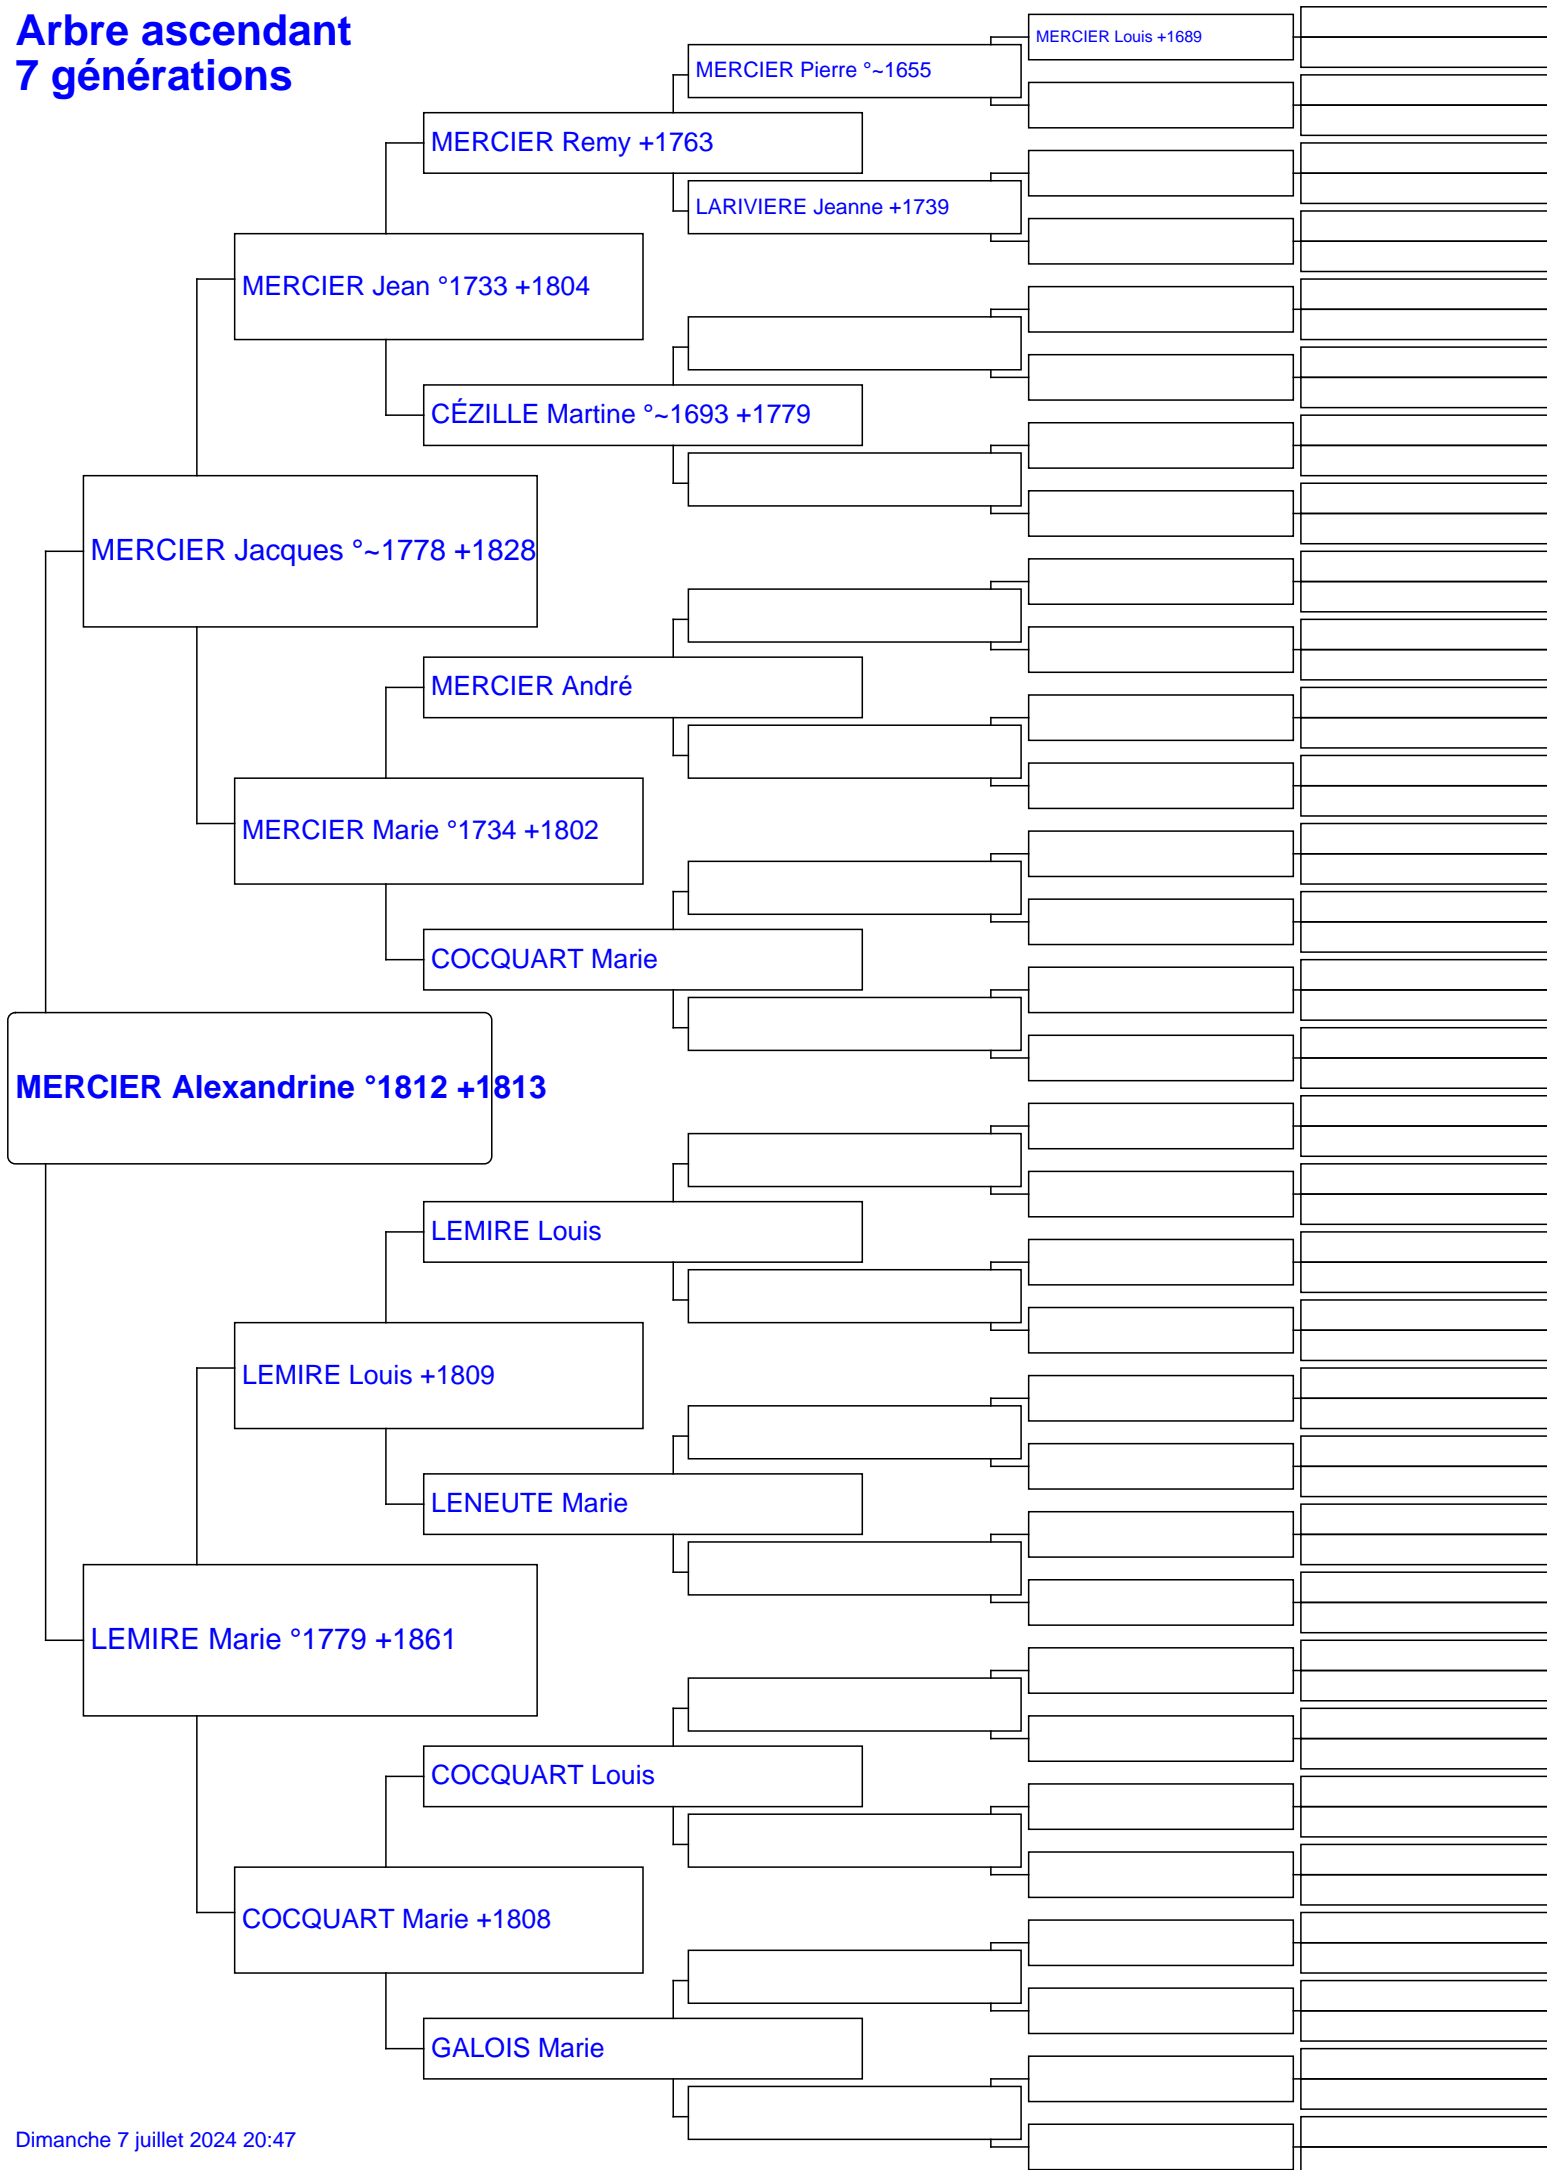 Arbre ascendant
7 générations
MERCIER Louis +1689
MERCIER Pierre °~1655
MERCIER Remy +1763
LARIVIERE Jeanne +1739
MERCIER Jean °1733 +1804
CÉZILLE Martine °~1693 +1779
MERCIER Jacques °~1778 +1828
MERCIER André
MERCIER Marie °1734 +1802
COCQUART Marie
MERCIER Alexandrine °1812 +1813
LEMIRE Louis
LEMIRE Louis +1809
LENEUTE Marie
LEMIRE Marie °1779 +1861
COCQUART Louis
COCQUART Marie +1808
GALOIS Marie
Dimanche 7 juillet 2024 20:47